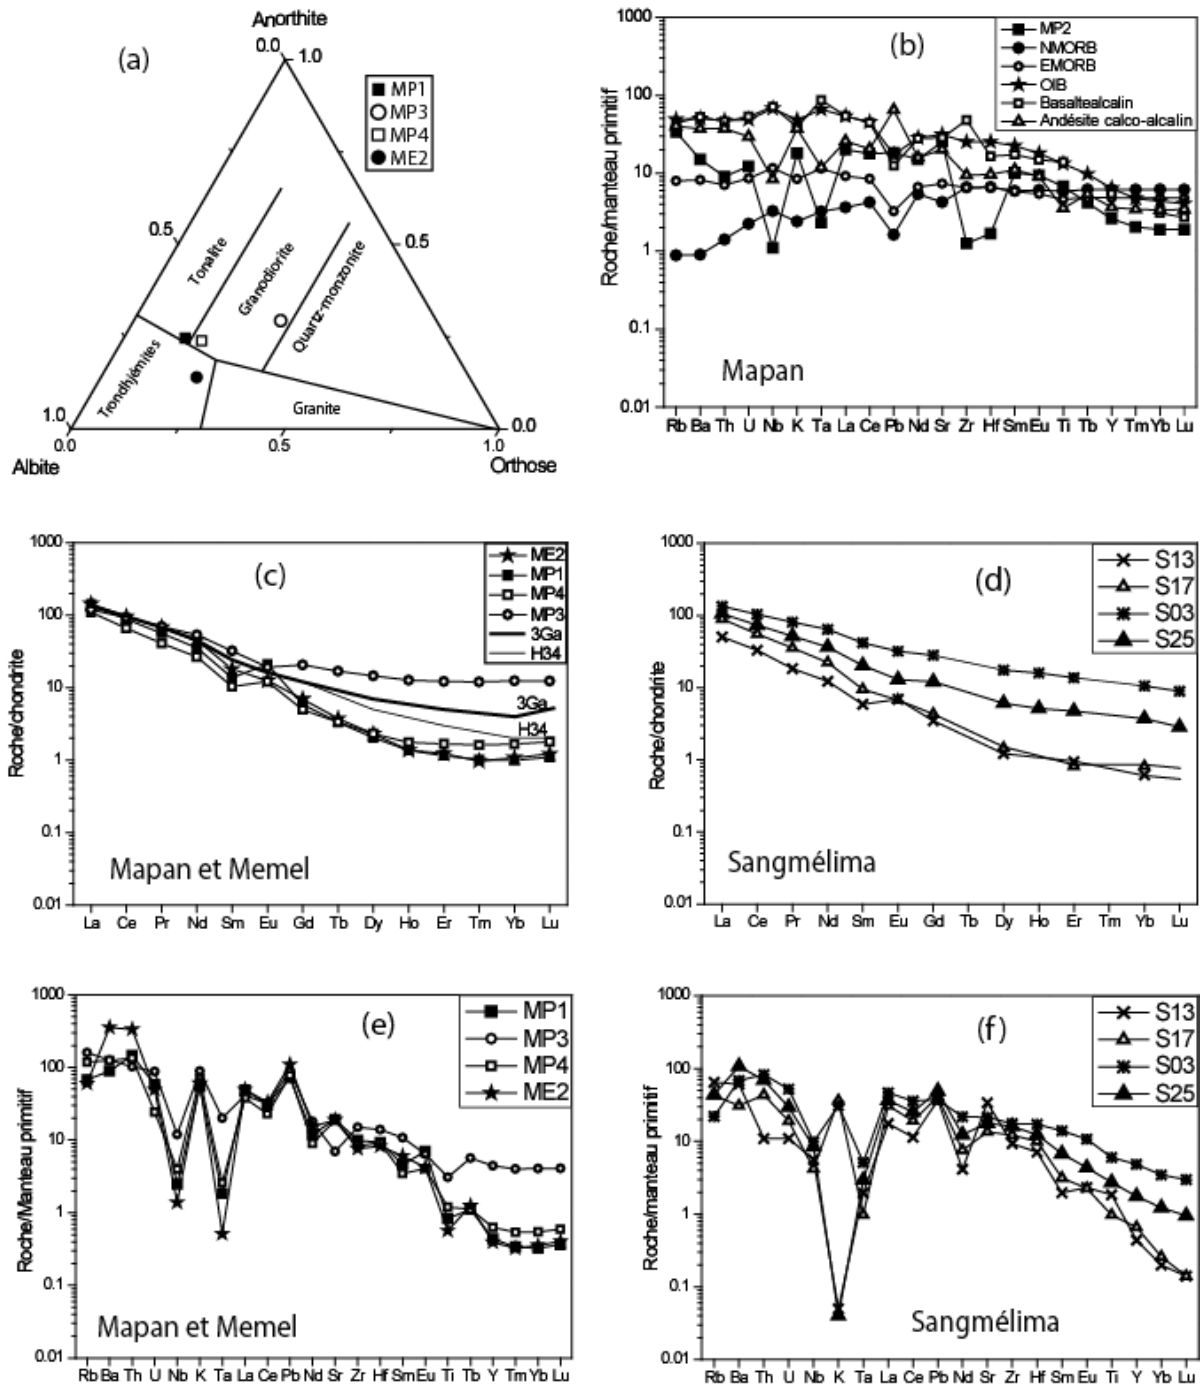 Anorthite
0.0
1.0
(a)
MP1
MP3
MP4
ME2
0.5
0.5
Tonalite
Granodiorite
Quartz-monzonite
Trondhjémites
Granite
1.0
0.0
0.0
0.5
1.0
Albite
Orthose
1000
100
10
1
0.1
0.01
Roche/manteau primitif
(b)
MP2
NMORB
EMORB
OIB
Basaltealcalin
Andésite calco-alcalin
Mapan
Rb Ba Th U Nb K Ta La Ce Pb Nd Sr Zr Hf Sm Eu Ti Tb Y Tm Yb Lu
1000
100
10
1
0.1
0.01
Roche/chondrite
(c)
ME2
MP1
MP4
MP3
3Ga
H34
3Ga
H34
Mapan et Memel
La Ce Pr Nd Sm Eu Gd Tb Dy Ho Er Tm Yb Lu
1000
100
10
1
0.1
0.01
Roche/chondrite
(d)
S13
S17
S03
S25
Sangmélima
La Ce Pr Nd Sm Eu Gd Tb Dy Ho Er Tm Yb Lu
1000
100
10
1
0.1
0.01
Roche/Manteau primitif
(e)
MP1
MP3
MP4
ME2
Mapan et Memel
Rb Ba Th U Nb K Ta La Ce Pb Nd Sr Zr Hf Sm Eu Ti Tb Y Tm Yb Lu
1000
100
10
1
0.1
0.01
Roche/manteau primitif
(f)
S13
S17
S03
S25
Sangmélima
Rb Ba Th U Nb K Ta La Ce Pb Nd Sr Zr Hf Sm Eu Ti Y Yb Lu